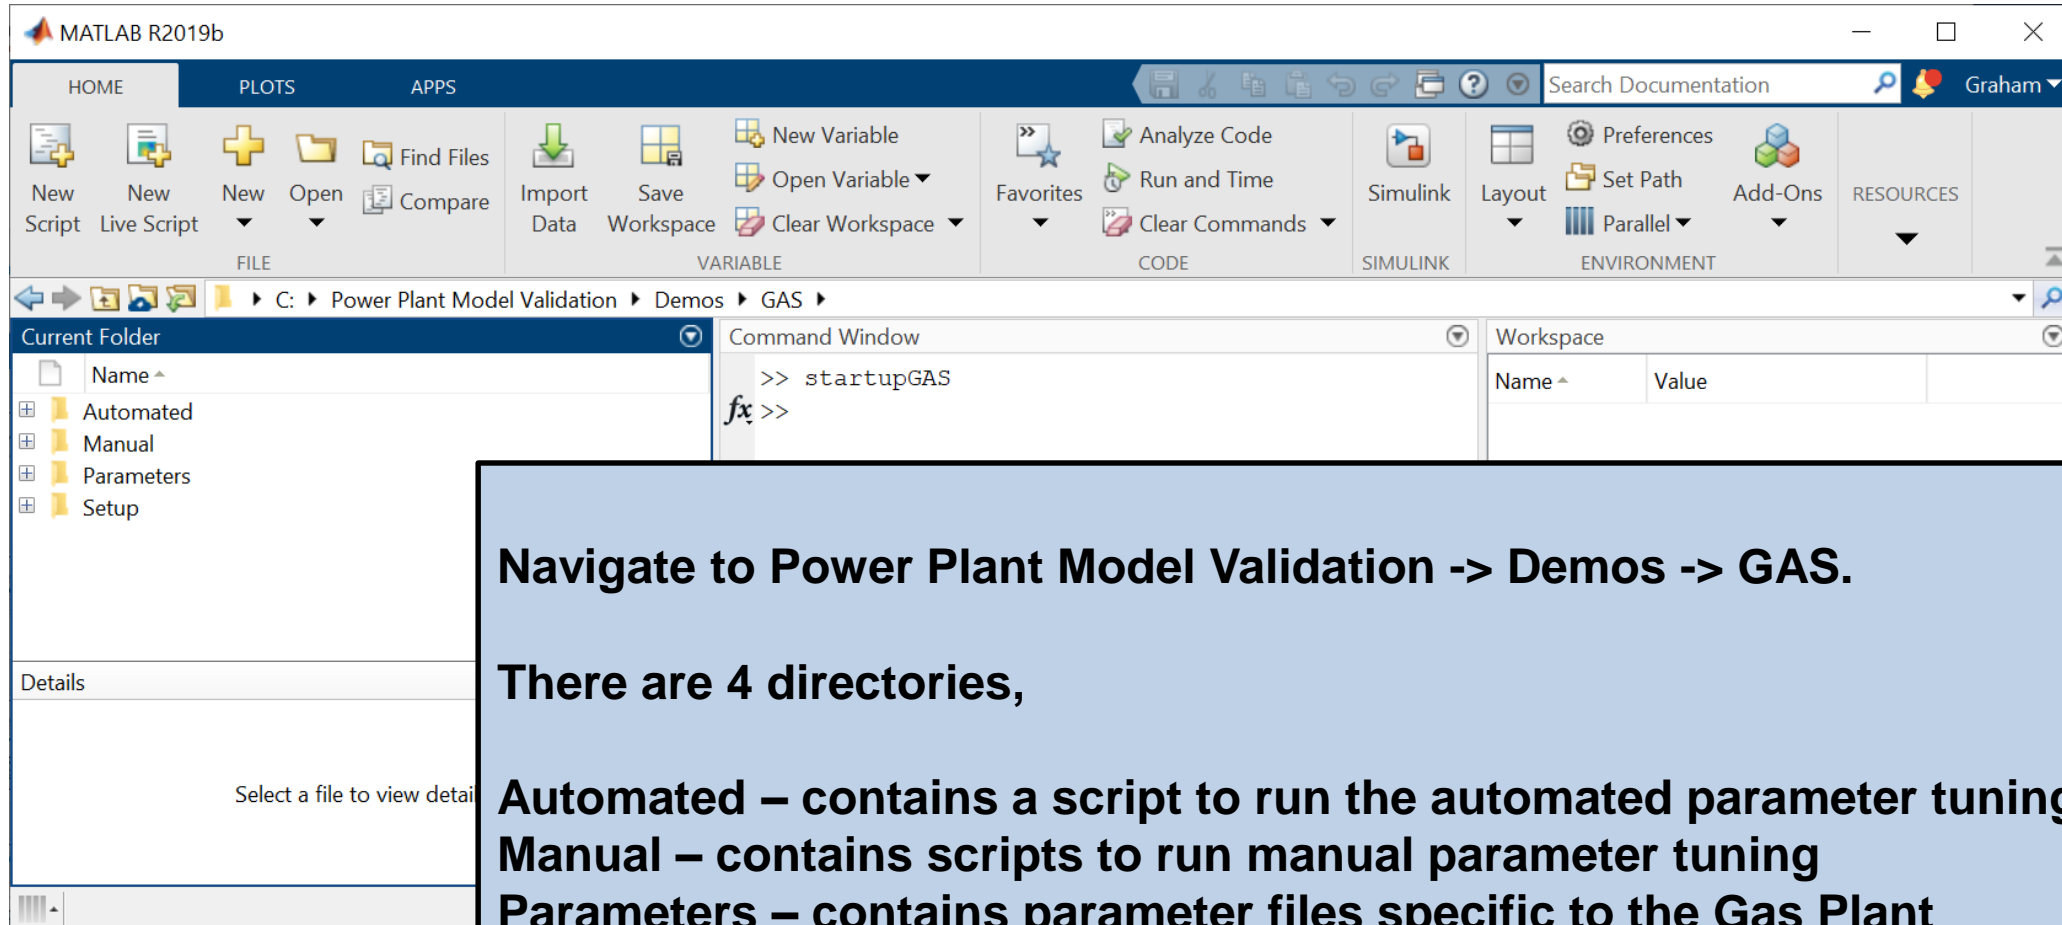 MATLAB R2019b
HOME PLOTS APPS Search Documentation Graham
New Script New Live Script New Open Find Files Compare
FILE
Import Data Save Workspace New Variable Open Variable Clear Workspace
VARIABLE
Favorites Analyze Code Run and Time Clear Commands
CODE
Simulink
SIMULINK
Layout Preferences Set Path Parallel Add-Ons
ENVIRONMENT
RESOURCES
C: Power Plant Model Validation Demos GAS
Current Folder
Name
Automated
Manual
Parameters
Setup
Details
Select a file to view detai
Command Window
>> startupGAS
fx >>
Workspace
Name Value
Navigate to Power Plant Model Validation -> Demos -> GAS.
There are 4 directories,
Automated – contains a script to run the automated parameter tuning
Manual – contains scripts to run manual parameter tuning
Parameters – contains parameter files specific to the Gas Plant